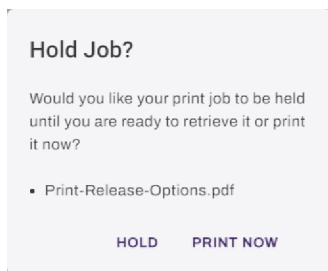 Hold Job?
Would you like your print job to be held
until you are ready to retrieve it or print
it now?
Print-Release-Options.pdf
HOLD PRINT NOW